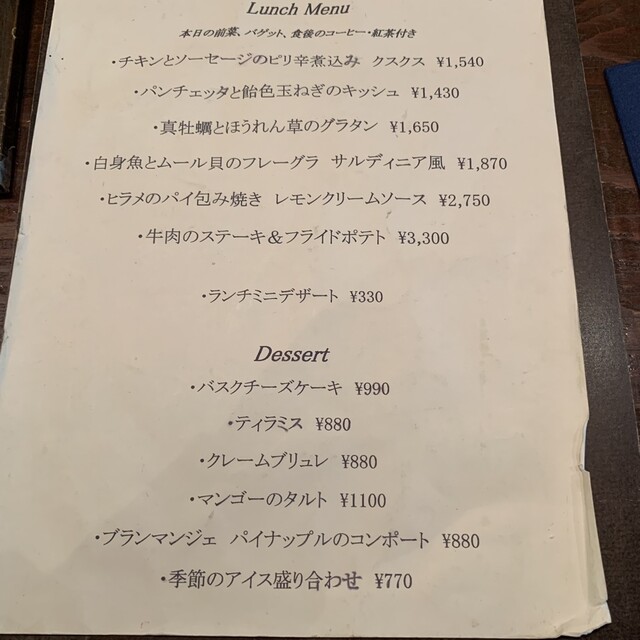 Lunch Menu
本日の前菜、バゲット、食後のコーヒー・紅茶付き
・チキンとソーセージのピリ辛煮込み クスクス ¥1,540
・パンチェッタと飴色玉ねぎのキッシュ ¥1,430
・真牡蠣とほうれん草のグラタン ¥1,650
・白身魚とムール貝のフレーグラ サルディニア風 ¥1,870
・ヒラメのパイ包み焼き レモンクリームソース ¥2,750
・牛肉のステーキ&フライドポテト ¥3,300
・ランチミニデザート ¥330
Dessert
・バスクチーズケーキ ¥990
・ティラミス ¥880
・クレームブリュレ ¥880
・マンゴーのタルト ¥1100
・ブランマンジェ パイナップルのコンポート ¥880
・季節のアイス盛り合わせ ¥770